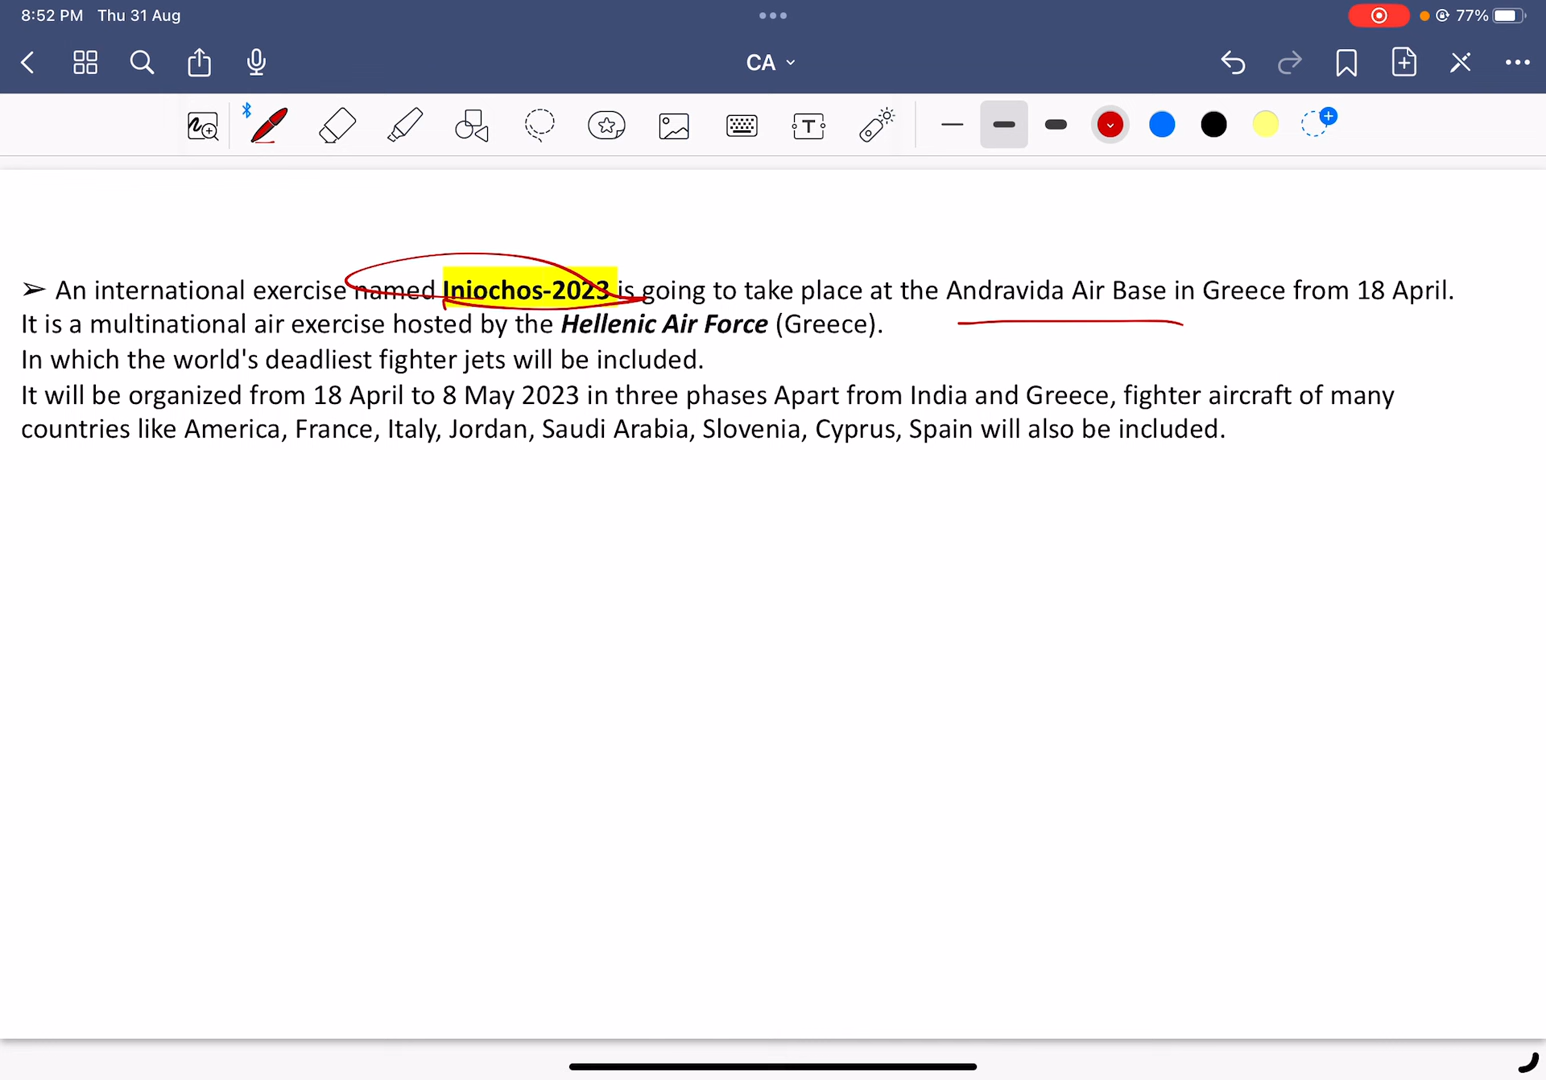 8:52 PM Thu 31 Aug
77%
CA
T
➢ An international exercise named Iniochos-2023 is going to take place at the Andravida Air Base in Greece from 18 April.
It is a multinational air exercise hosted by the Hellenic Air Force (Greece).
In which the world's deadliest fighter jets will be included.
It will be organized from 18 April to 8 May 2023 in three phases Apart from India and Greece, fighter aircraft of many
countries like America, France, Italy, Jordan, Saudi Arabia, Slovenia, Cyprus, Spain will also be included.